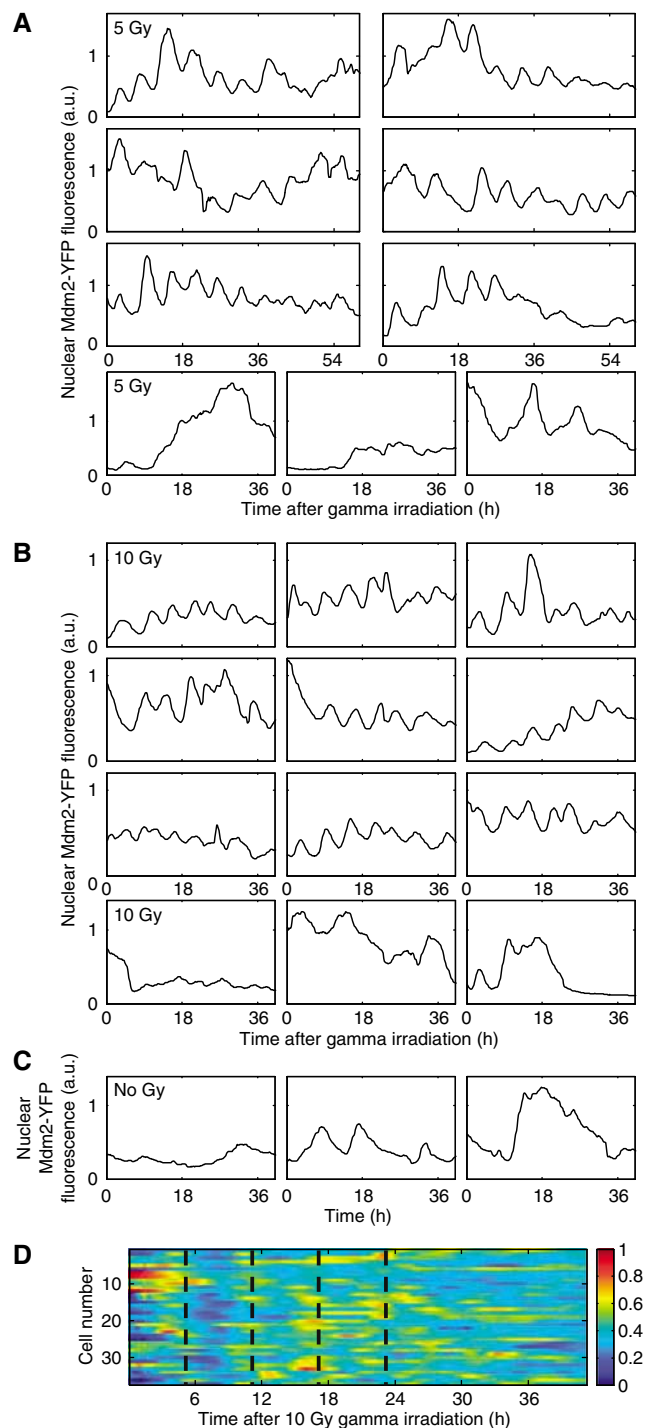 A
5 Gy
Nuclear Mdm2-YFP fluorescence (a.u.)
1
0
1
0
1
0
0 18 36 54 0 18 36 54
5 Gy
1
0
0 18 36 0 18 36 0 18 36
Time after gamma irradiation (h)
B
10 Gy
Nuclear Mdm2-YFP fluorescence (a.u.)
1
0
1
0
1
0
0 18 36 0 18 36 0 18 36
10 Gy
1
0
0 18 36 0 18 36 0 18 36
Time after gamma irradiation (h)
C
No Gy
Nuclear
Mdm2-YFP
fluorescence (a.u.)
1
0
0 18 36 0 18 36 0 18 36
Time (h)
D
Cell number
10
20
30
6 12 18 24 30 36
1
0.8
0.6
0.4
0.2
0
Time after 10 Gy gamma irradiation (h)